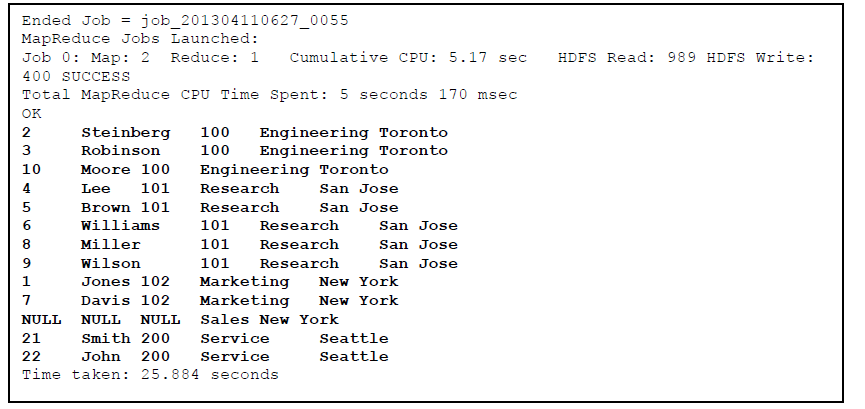 Ended Job = job_201304110627_0055
MapReduce Jobs Launched:
Job 0: Map: 2  Reduce: 1   Cumulative CPU: 5.17 sec   HDFS Read: 989 HDFS Write:
400 SUCCESS
Total MapReduce CPU Time Spent: 5 seconds 170 msec
OK
2     Steinberg   100   Engineering Toronto
3     Robinson    100   Engineering Toronto
10    Moore 100   Engineering Toronto
4     Lee   101   Research    San Jose
5     Brown 101   Research    San Jose
6     Williams    101   Research    San Jose
8     Miller      101   Research    San Jose
9     Wilson      101   Research    San Jose
1     Jones 102   Marketing   New York
7     Davis 102   Marketing   New York
NULL  NULL  NULL  Sales New York
21    Smith 200   Service     Seattle
22    John  200   Service     Seattle
Time taken: 25.884 seconds